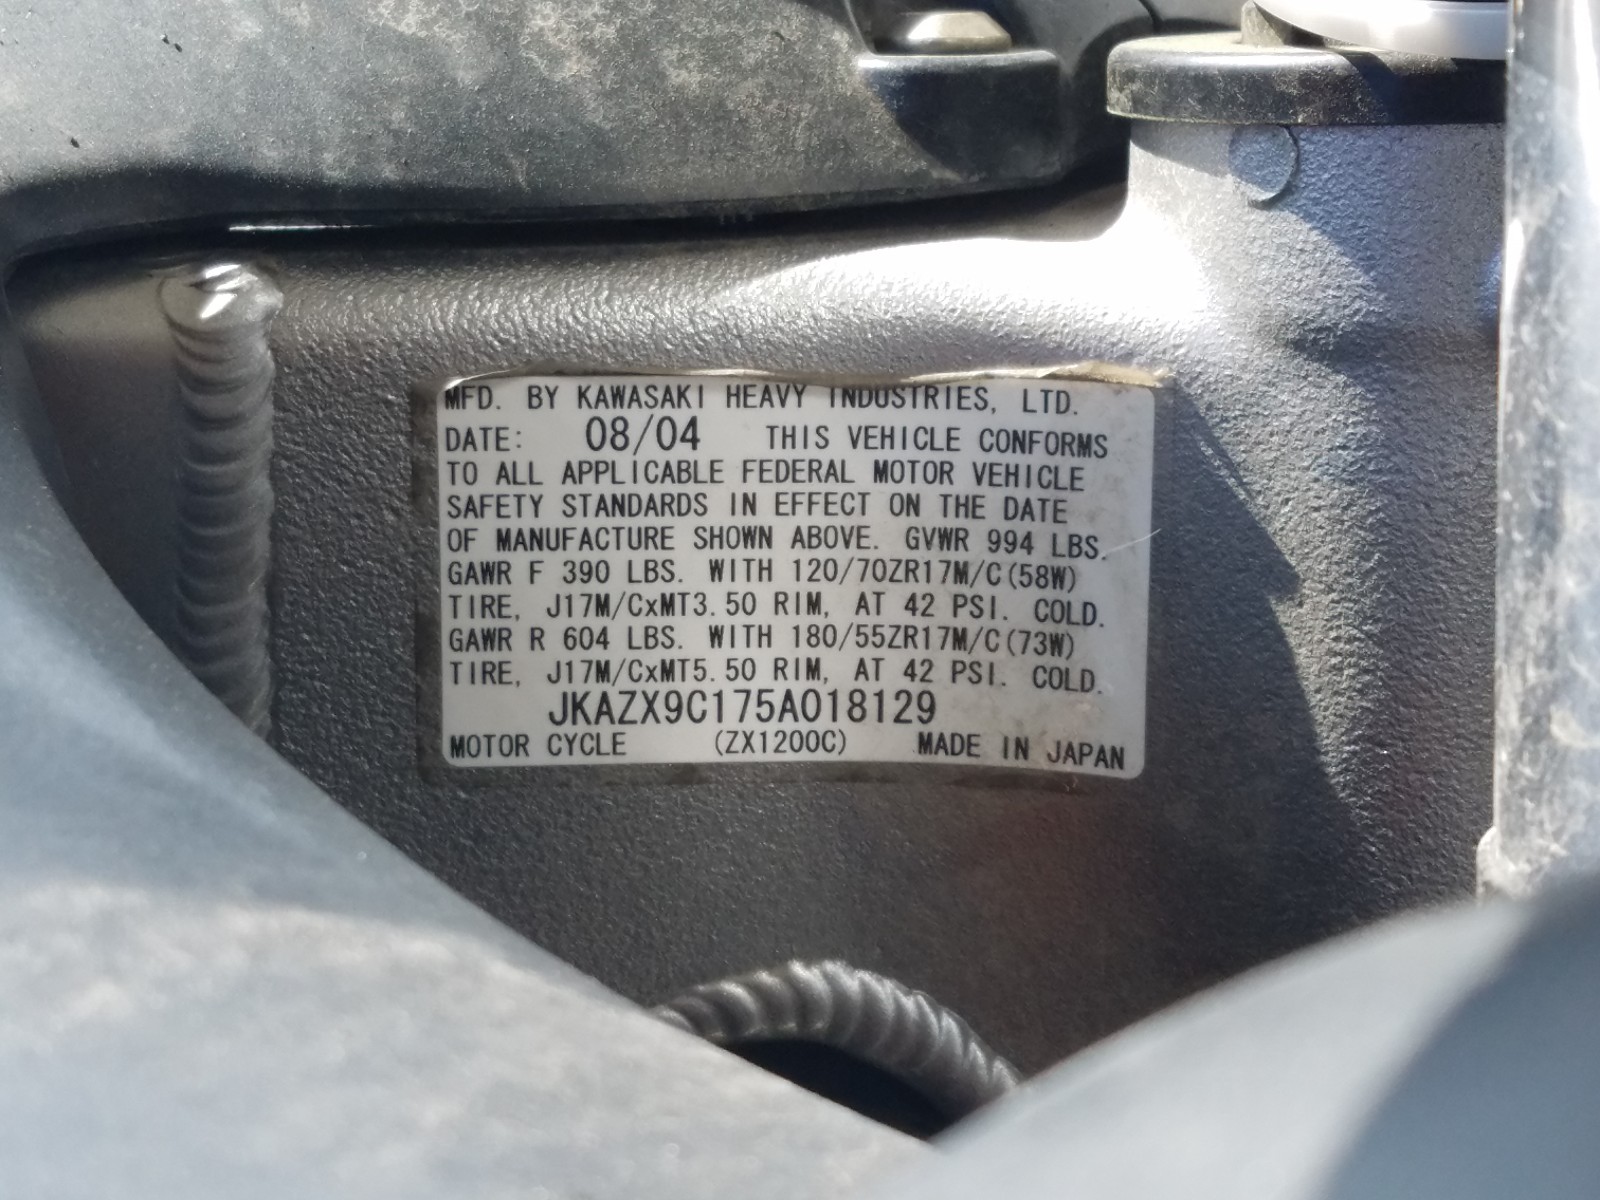 MFD. BY KAWASAKI HEAVY INDUSTRIES, LTD.
DATE: 08/04 THIS VEHICLE CONFORMS
TO ALL APPLICABLE FEDERAL MOTOR VEHICLE
SAFETY STANDARDS IN EFFECT ON THE DATE
OF MANUFACTURE SHOWN ABOVE. GVWR 994 LBS.
GAWR F 390 LBS. WITH 120/70ZR17M/C(58W)
TIRE, J17M/CxMT3.50 RIM, AT 42 PSI. COLD.
GAWR R 604 LBS. WITH 180/55ZR17M/C(73W)
TIRE, J17M/CxMT5.50 RIM, AT 42 PSI. COLD.
JKAZX9C175A018129
MOTOR CYCLE (ZX1200C) MADE IN JAPAN